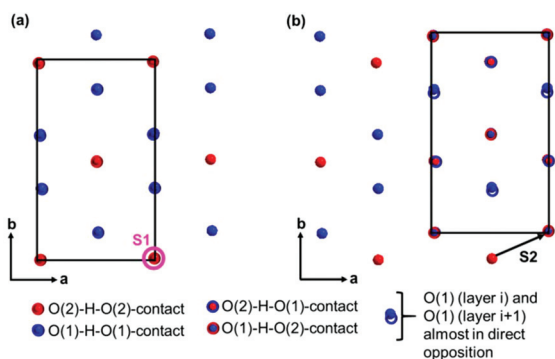 (a)
(b)
S1
b
a
b
a
S2
O(2)-H-O(2)-contact
O(1)-H-O(1)-contact
O(2)-H-O(1)-contact
O(1)-H-O(2)-contact
O(1) (layer i) and
O(1) (layer i+1)
almost in direct
opposition